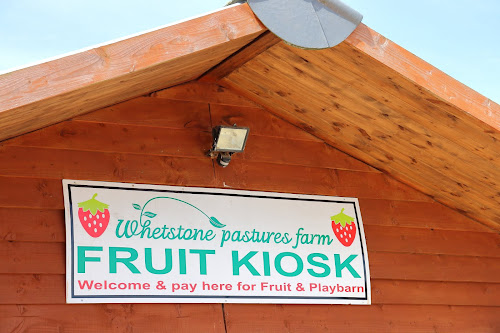 Whetstone pastures farm
FRUIT KIOSK
Welcome & pay here for Fruit & Playbarn